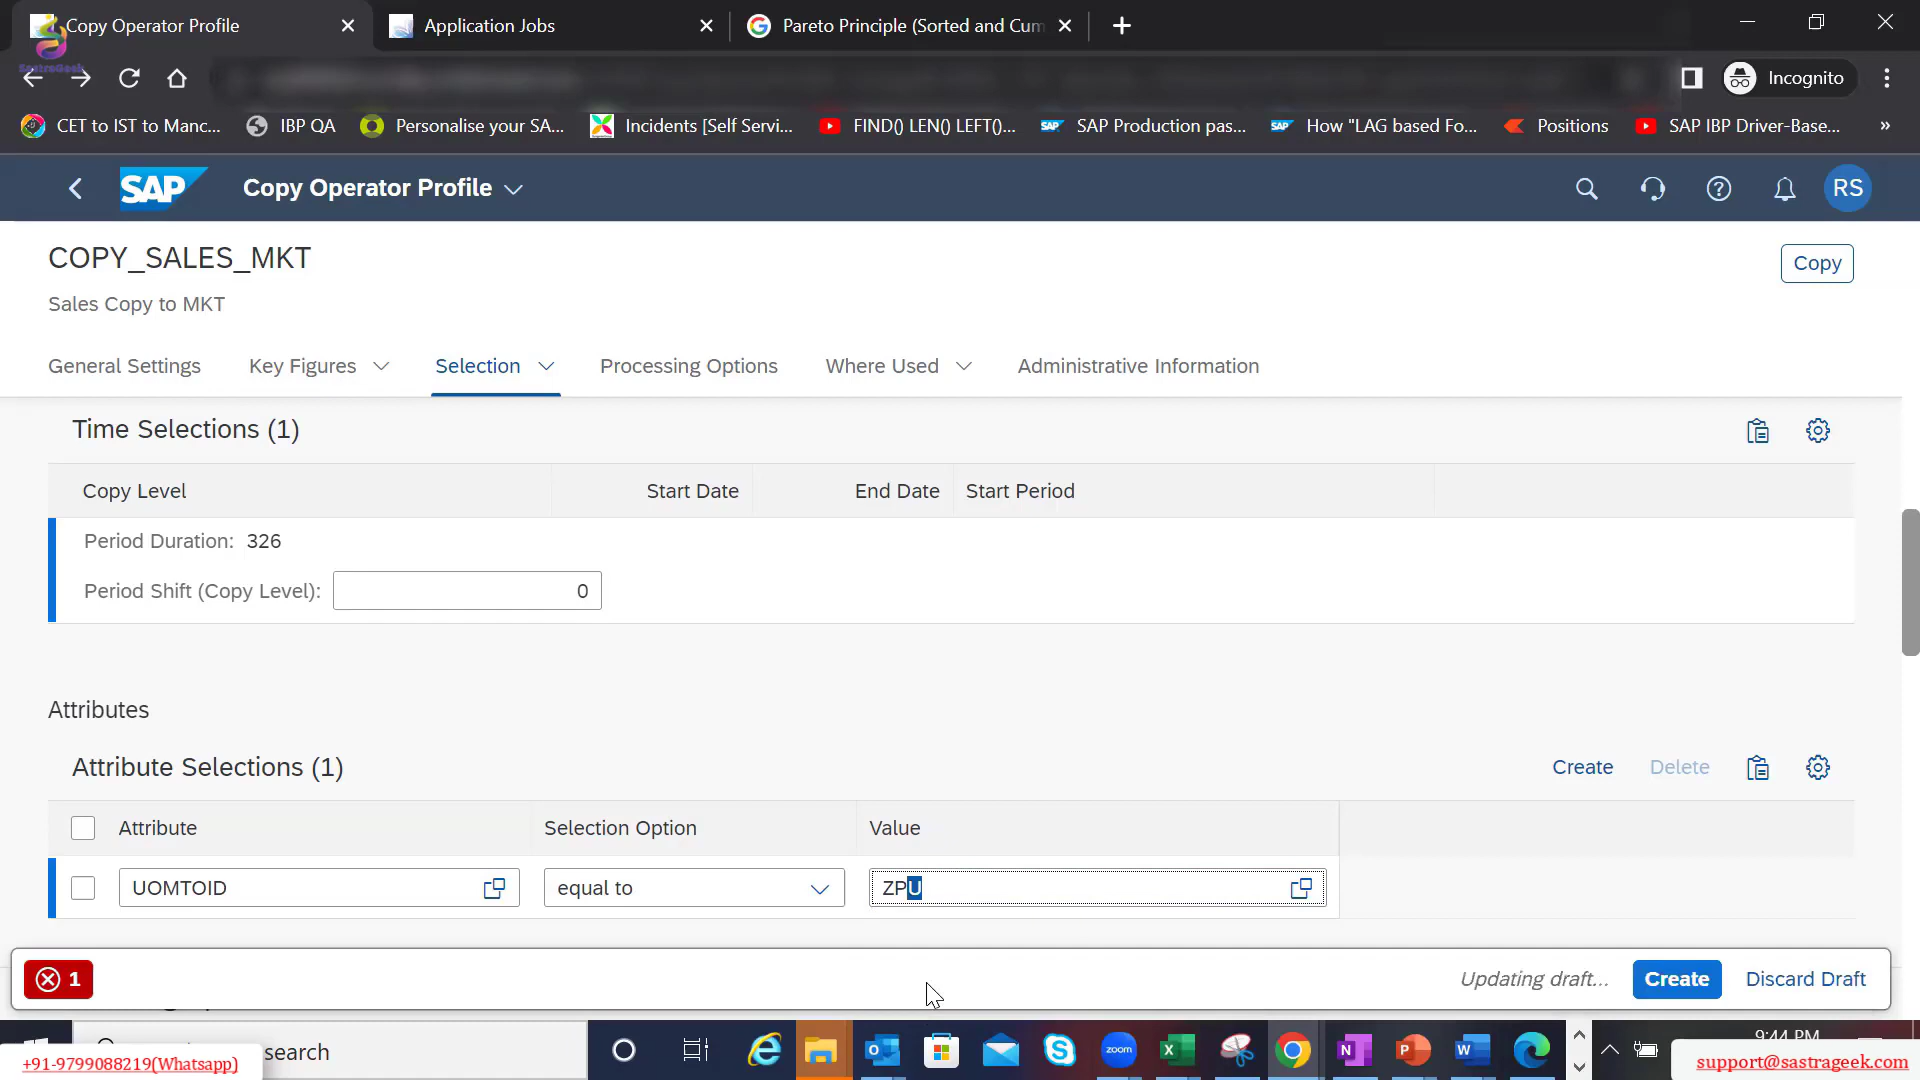 Copy Operator Profile
Application Jobs
Pareto Principle (Sorted and Cum
SastraGeek
Incognito
CET to IST to Manc...
IBP QA
Personalise your SA...
Incidents [Self Servi...
FIND() LEN() LEFT()...
SAP Production pas...
How "LAG based Fo...
Positions
SAP IBP Driver-Base...
»
SAP
Copy Operator Profile
RS
COPY_SALES_MKT
Copy
Sales Copy to MKT
General Settings
Key Figures
Selection
Processing Options
Where Used
Administrative Information
Time Selections (1)
Copy Level
Start Date
End Date
Start Period
Period Duration: 326
Period Shift (Copy Level): 0
Attributes
Attribute Selections (1)
Create
Delete
Attribute
Selection Option
Value
UOMTOID
equal to
ZPU
1
Updating draft...
Create
Discard Draft
search
zoom
9:44 PM
+91-9799088219(Whatsapp)
support@sastrageek.com